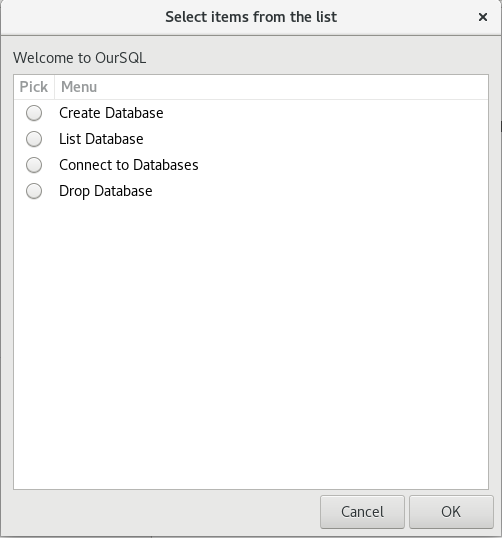 Select items from the list ×
Welcome to OurSQL
Pick Menu
Create Database
List Database
Connect to Databases
Drop Database
Cancel OK